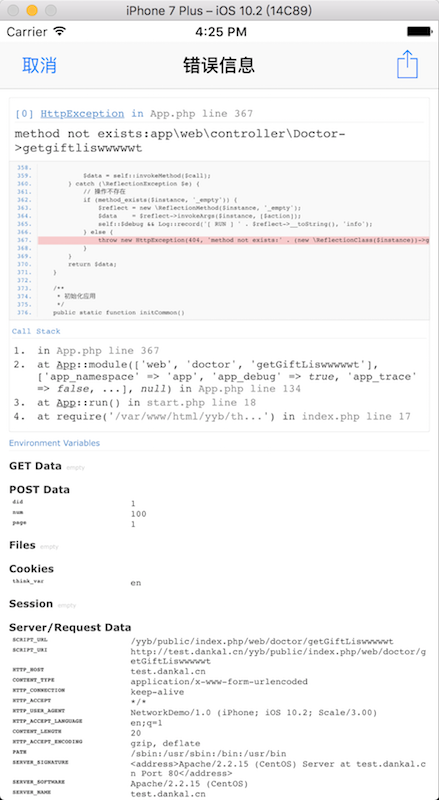 iPhone 7 Plus – iOS 10.2 (14C89)
Carrier 4:25 PM
取消 错误信息
[0] HttpException in App.php line 367
method not exists:app\web\controller\Doctor-
>getgiftliswwwwwt
358.
359. $data = self::invokeMethod($call);
360. } catch (\ReflectionException $e) {
361. // 操作不存在
362. if (method_exists($instance, '_empty')) {
363. $reflect = new \ReflectionMethod($instance, '_empty');
364. $data = $reflect->invokeArgs($instance, [$action]);
365. self::$debug && Log::record('[ RUN ] ' . $reflect->__toString(), 'info');
366. } else {
367. throw new HttpException(404, 'method not exists:' . (new \ReflectionClass($instance))->g
368. }
369. }
370. return $data;
371. }
372.
373. /**
374. * 初始化应用
375. */
376. public static function initCommon()
Call Stack
1. in App.php line 367
2. at App::module(['web', 'doctor', 'getGiftLiswwwwwt'],
['app_namespace' => 'app', 'app_debug' => true, 'app_trace'
=> false, ...], null) in App.php line 134
3. at App::run() in start.php line 18
4. at require('/var/www/html/yyb/th...') in index.php line 17
Environment Variables
GET Data empty
POST Data
did 1
num 100
page 1
Files empty
Cookies
think_var en
Session empty
Server/Request Data
SCRIPT_URL /yyb/public/index.php/web/doctor/getGiftLiswwwwwt
SCRIPT_URI http://test.dankal.cn/yyb/public/index.php/web/doctor/g
etGiftLiswwwwwt
HTTP_HOST test.dankal.cn
CONTENT_TYPE application/x-www-form-urlencoded
HTTP_CONNECTION keep-alive
HTTP_ACCEPT */*
HTTP_USER_AGENT NetworkDemo/1.0 (iPhone; iOS 10.2; Scale/3.00)
HTTP_ACCEPT_LANGUAGE en;q=1
CONTENT_LENGTH 20
HTTP_ACCEPT_ENCODING gzip, deflate
PATH /sbin:/usr/sbin:/bin:/usr/bin
SERVER_SIGNATURE <address>Apache/2.2.15 (CentOS) Server at test.dankal.c
n Port 80</address>
SERVER_SOFTWARE Apache/2.2.15 (CentOS)
SERVER_NAME test.dankal.cn